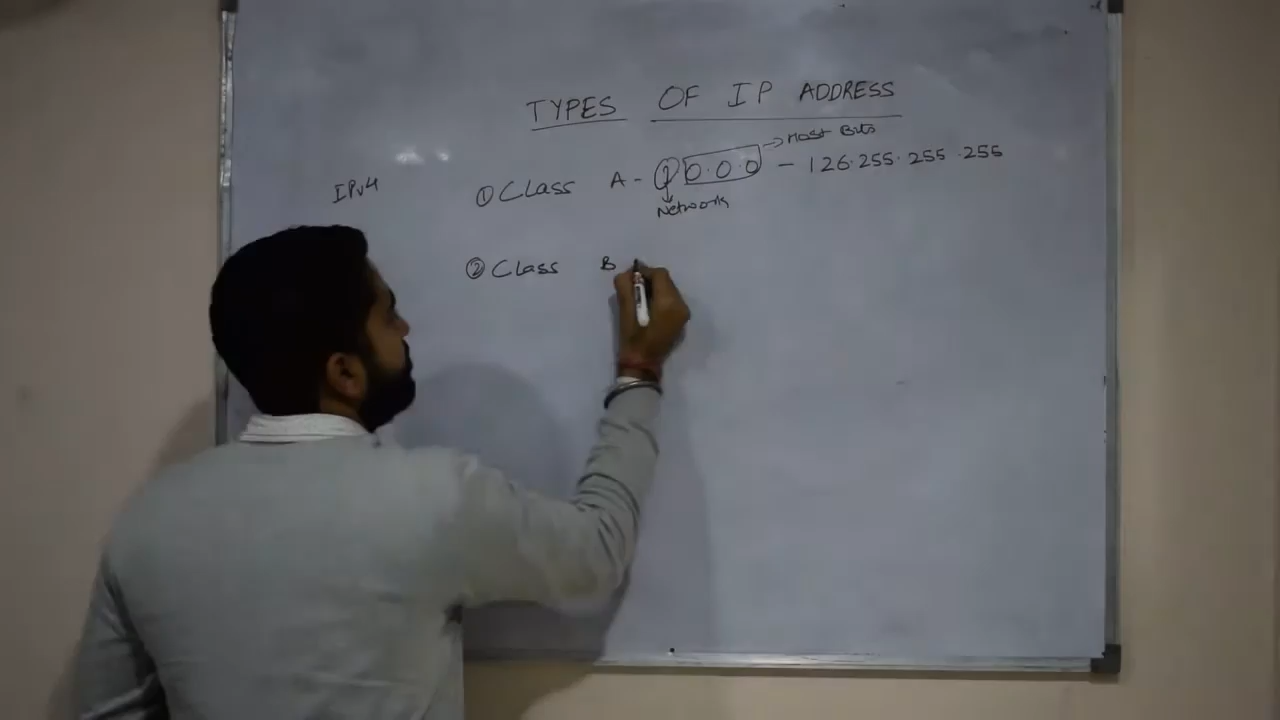 TYPES OF IP ADDRESS
→ Host Bits
IPv4
① Class A - 1 0.0.0 - 126.255.255.255
Network
② Class B